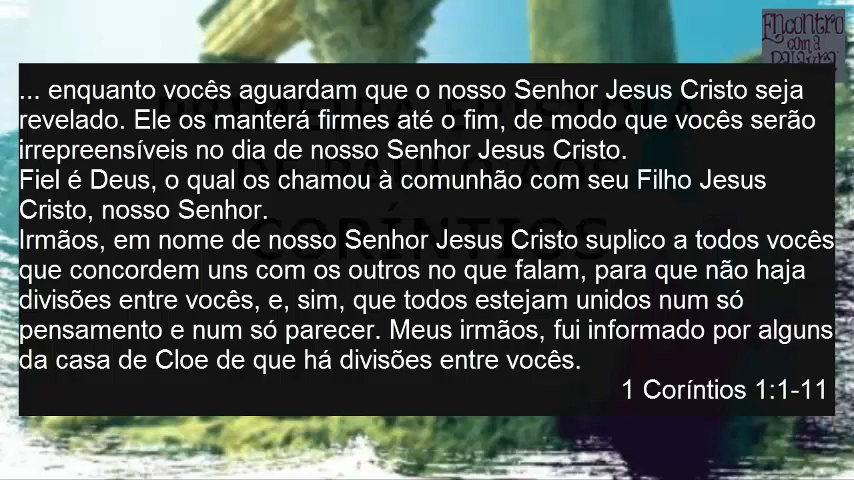 Encontro
com a
Palavra
... enquanto vocês aguardam que o nosso Senhor Jesus Cristo seja
revelado. Ele os manterá firmes até o fim, de modo que vocês serão
irrepreensíveis no dia de nosso Senhor Jesus Cristo.
Fiel é Deus, o qual os chamou à comunhão com seu Filho Jesus
Cristo, nosso Senhor.
Irmãos, em nome de nosso Senhor Jesus Cristo suplico a todos vocês
que concordem uns com os outros no que falam, para que não haja
divisões entre vocês, e, sim, que todos estejam unidos num só
pensamento e num só parecer. Meus irmãos, fui informado por alguns
da casa de Cloe de que há divisões entre vocês.
1 Coríntios 1:1-11